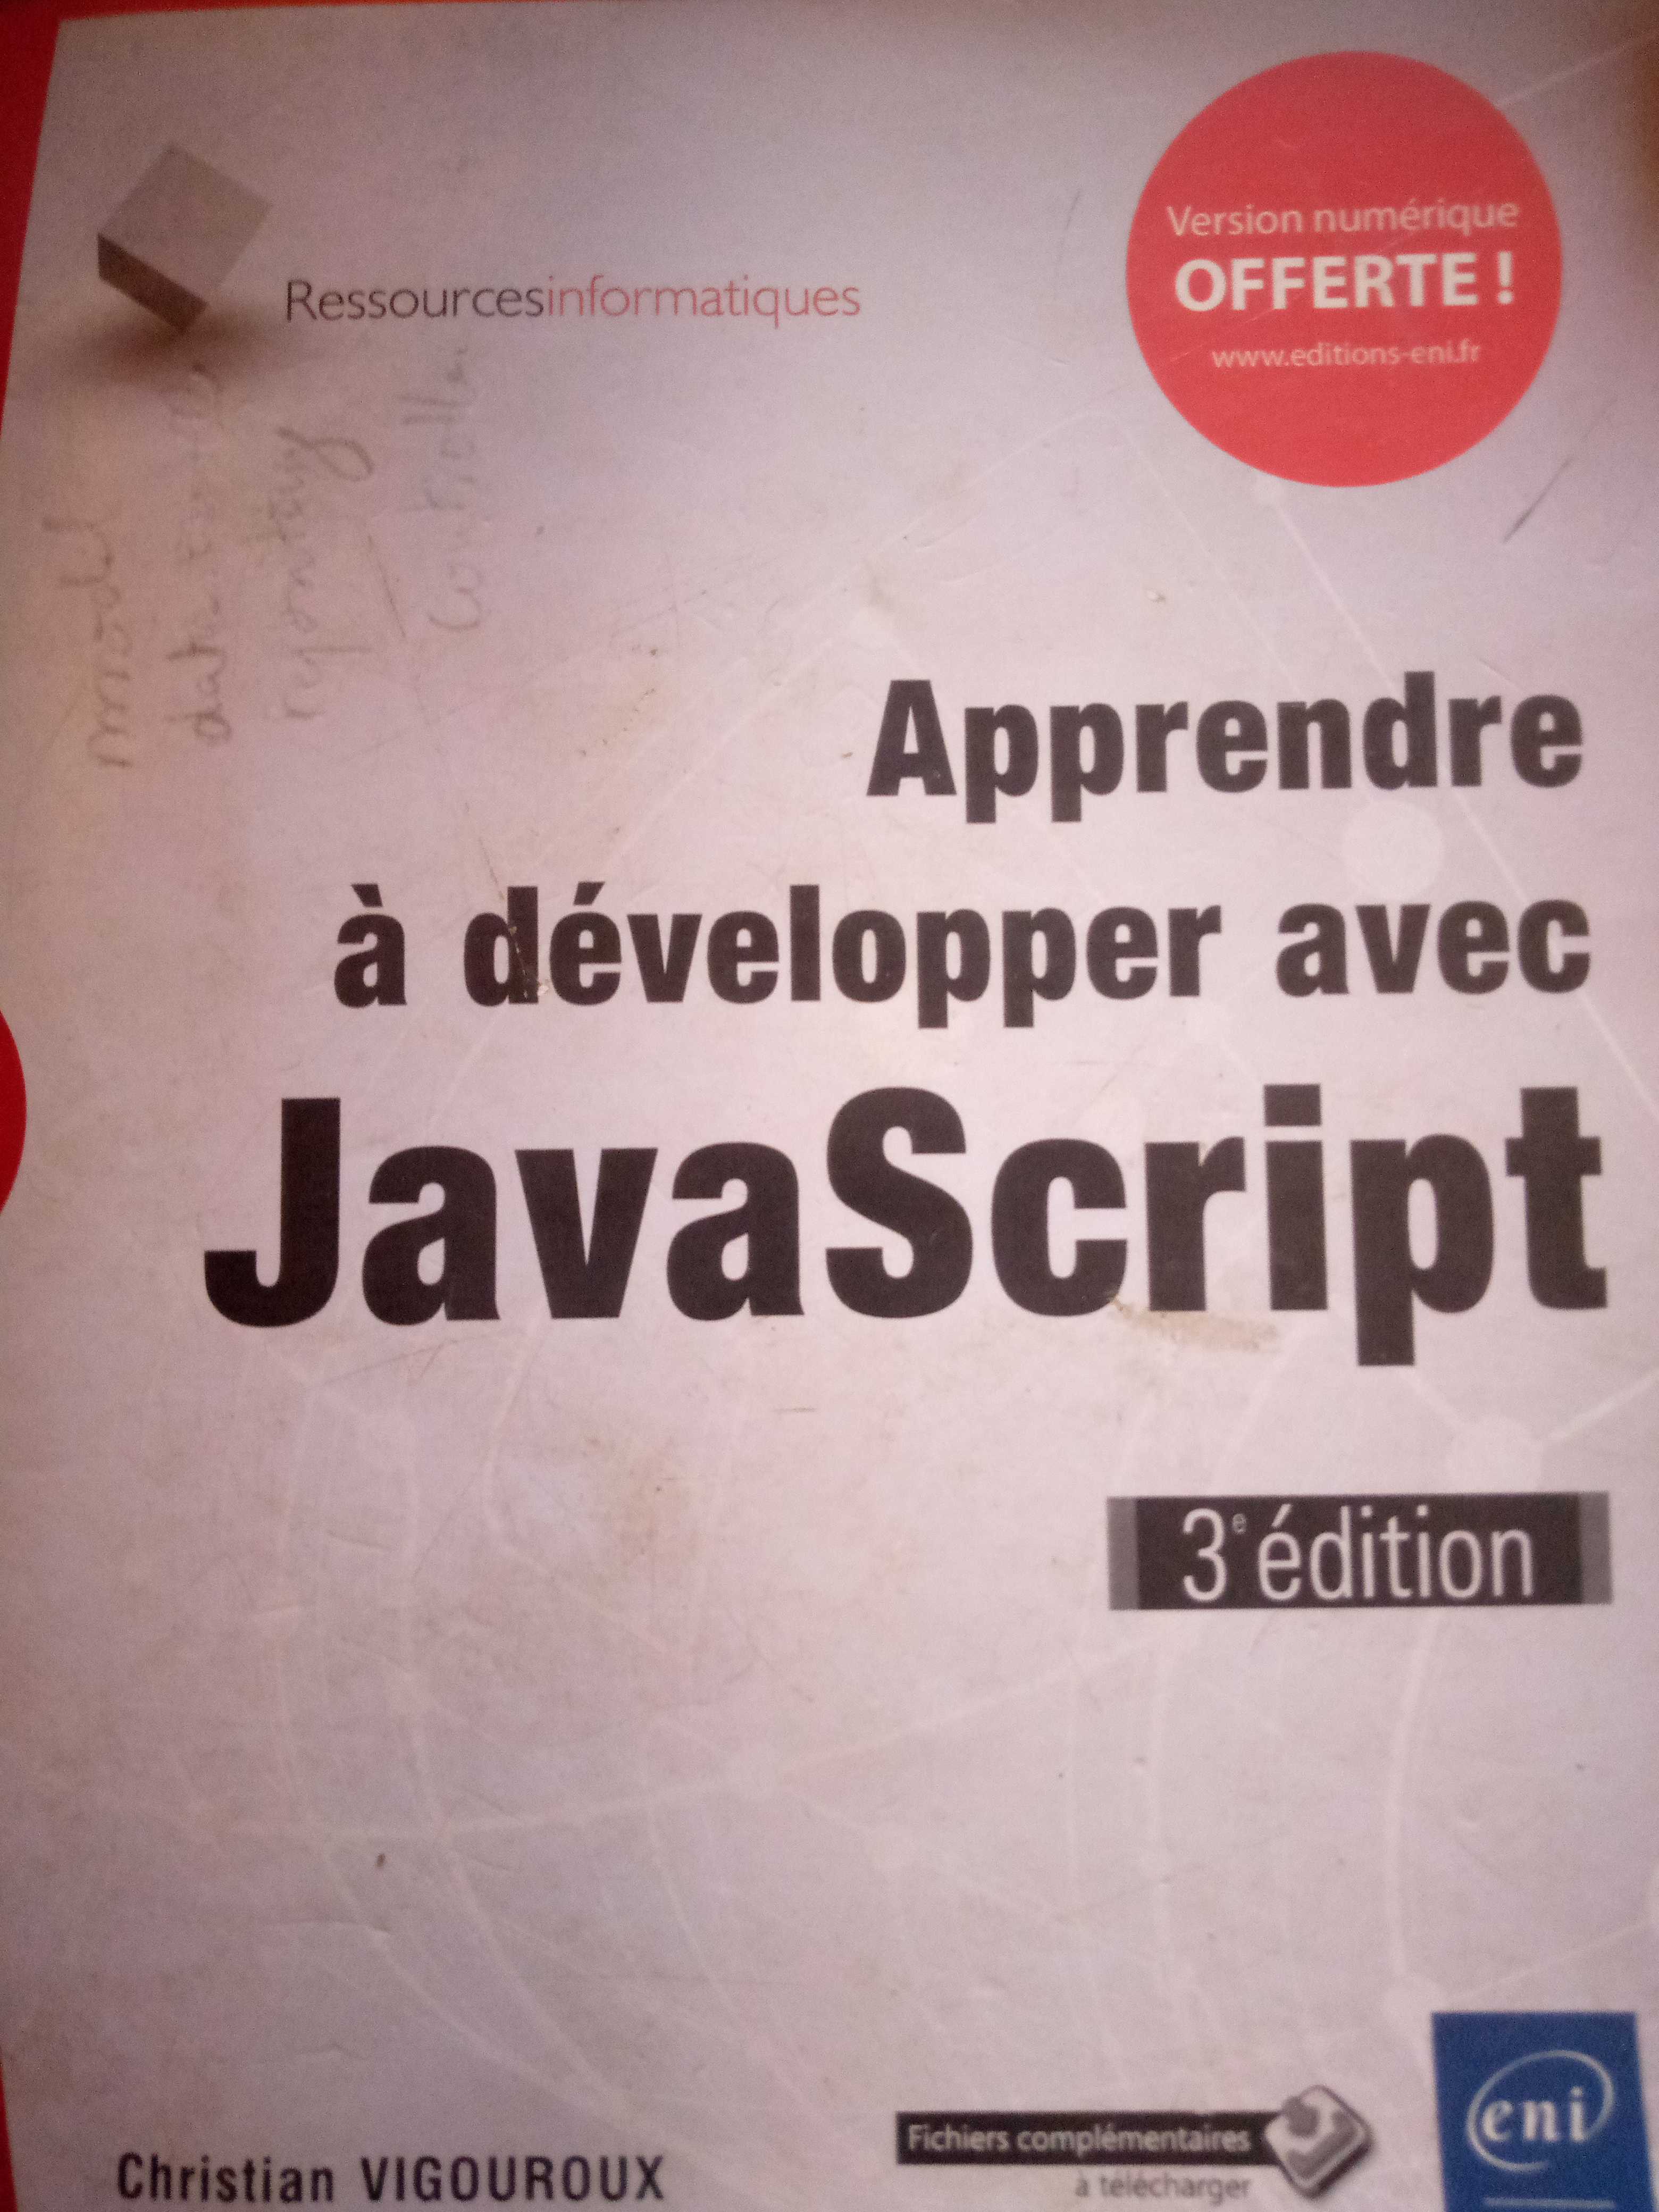 Version numérique
OFFERTE !
www.editions-eni.fr
Ressourcesinformatiques
model
Apprendre
à développer avec
JavaScript
3e édition
Christian VIGOUROUX
Fichiers complémentaires
à télécharger
eni